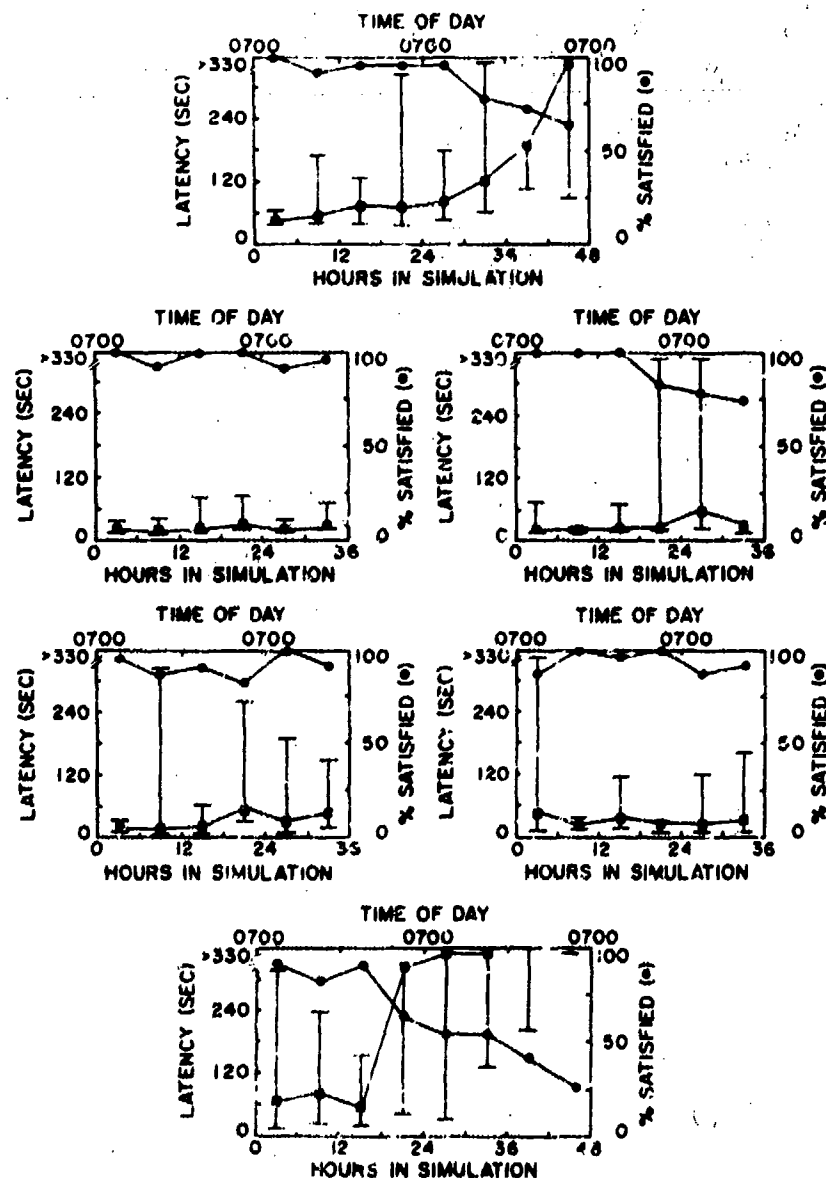 TIME OF DAY
0700 0700 0700
>330 100
240
LATENCY (SEC)
50
120
% SATISFIED (●)
0 0
0 12 24 36 48
HOURS IN SIMULATION
TIME OF DAY TIME OF DAY
0700 0700 0700 0700
>330 100 >330 100
240 240
LATENCY (SEC) LATENCY (SEC)
50 50
120 120
% SATISFIED (●) % SATISFIED (●)
0 0 0 0
0 12 24 36 0 12 24 36
HOURS IN SIMULATION HOURS IN SIMULATION
TIME OF DAY TIME OF DAY
0700 0700 0700 0700
>330 100 >330 100
240 240
LATENCY (SEC) LATENCY (SEC)
50 50
120 120
% SATISFIED (●) % SATISFIED (●)
0 0 0 0
0 12 24 36 0 12 24 36
HOURS IN SIMULATION HOURS IN SIMULATION
TIME OF DAY
0700 0700 0700
>330 100
240
LATENCY (SEC)
50
120
% SATISFIED (●)
0 0
0 12 24 36 48
HOURS IN SIMULATION